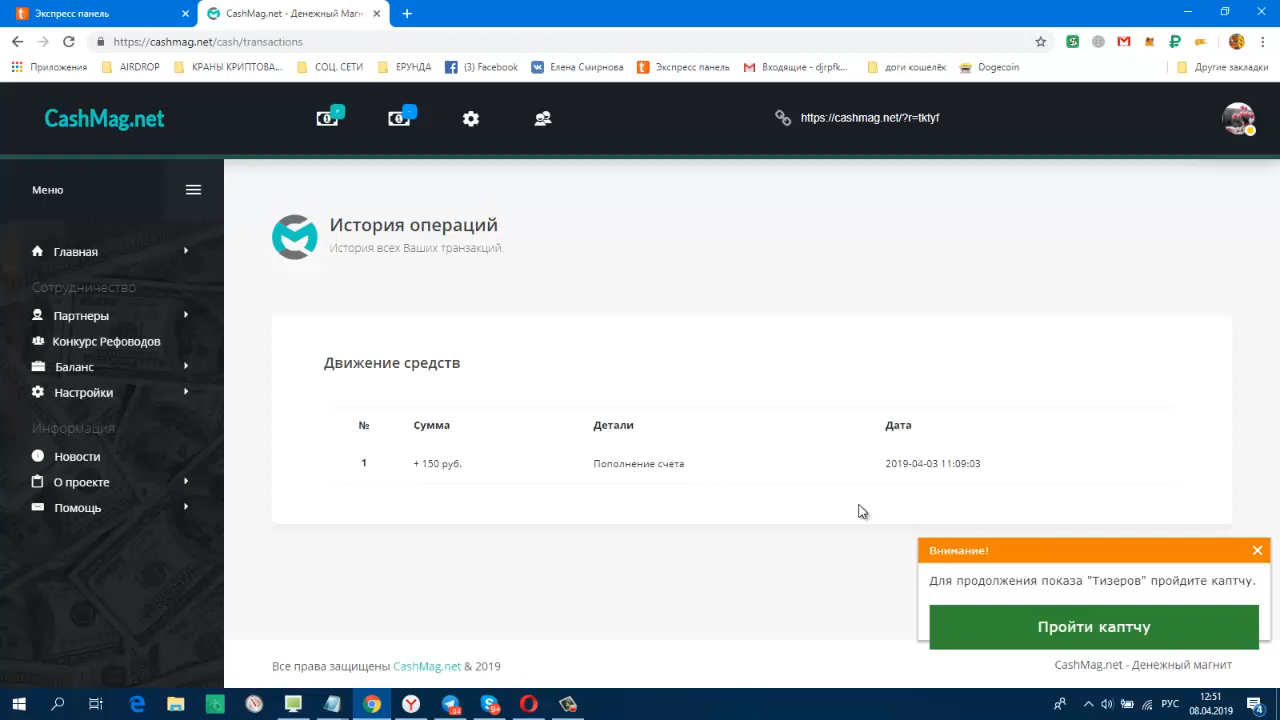 Экспресс панель
CashMag.net - Денежный Магн
https://cashmag.net/cash/transactions
Приложения
AIRDROP
КРАНЫ КРИПТОВА...
СОЦ. СЕТИ
ЕРУНДА
(3) Facebook
Елена Смирнова
Экспресс панель
Входящие - djrpfk...
доги кошелёк
Dogecoin
Другие закладки
CashMag.net
https://cashmag.net/?r=tktyf
Меню
Главная
Сотрудничество
Партнеры
Конкурс Рефоводов
Баланс
Настройки
Информация
Новости
О проекте
Помощь
История операций
История всех Ваших транзакций.
Движение средств
№ Сумма Детали Дата
1 + 150 руб. Пополнение счета 2019-04-03 11:09:03
Внимание!
Для продолжения показа "Тизеров" пройдите каптчу.
Пройти каптчу
Все права защищены CashMag.net & 2019
CashMag.net - Денежный магнит
РУС
12:51
08.04.2019